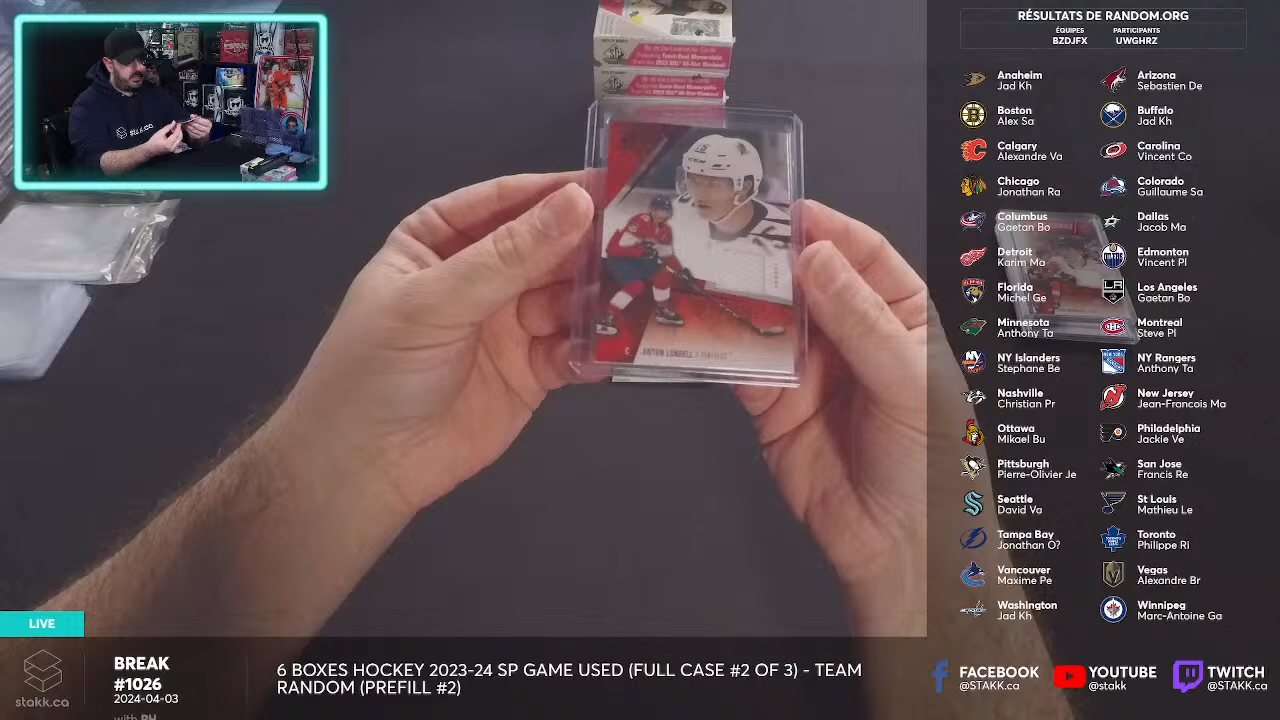 RÉSULTATS DE RANDOM.ORG
ÉQUIPES
BZDJFX
PARTICIPANTS
UWGHRZ
Anaheim
Jad Kh
Arizona
Sebastien De
Boston
Alex Sa
Buffalo
Jad Kh
Calgary
Alexandre Va
Carolina
Vincent Co
Chicago
Jonathan Ra
Colorado
Guillaume Sa
Columbus
Gaetan Bo
Dallas
Jacob Ma
Detroit
Karim Ma
Edmonton
Vincent Pl
Florida
Michel Ge
Los Angeles
Gaetan Bo
Minnesota
Anthony Ta
Montreal
Steve Pl
NY Islanders
Stephane Be
NY Rangers
Anthony Ta
Nashville
Christian Pr
New Jersey
Jean-Francois Ma
Ottawa
Mikael Bu
Philadelphia
Jackie Ve
Pittsburgh
Pierre-Olivier Je
San Jose
Francis Re
Seattle
David Va
St Louis
Mathieu Le
Tampa Bay
Jonathan O?
Toronto
Philippe RI
Vancouver
Maxime Pe
Vegas
Alexandre Br
Washington
Jad Kh
Winnipeg
Marc-Antoine Ga
C ANTON LUNDELL / PANTHERS
LIVE
stakk.ca
BREAK
#1026
2024-04-03
with PH
6 BOXES HOCKEY 2023-24 SP GAME USED (FULL CASE #2 OF 3) - TEAM
RANDOM (PREFILL #2)
FACEBOOK
@STAKK.ca
YOUTUBE
@stakk
TWITCH
@STAKK.ca